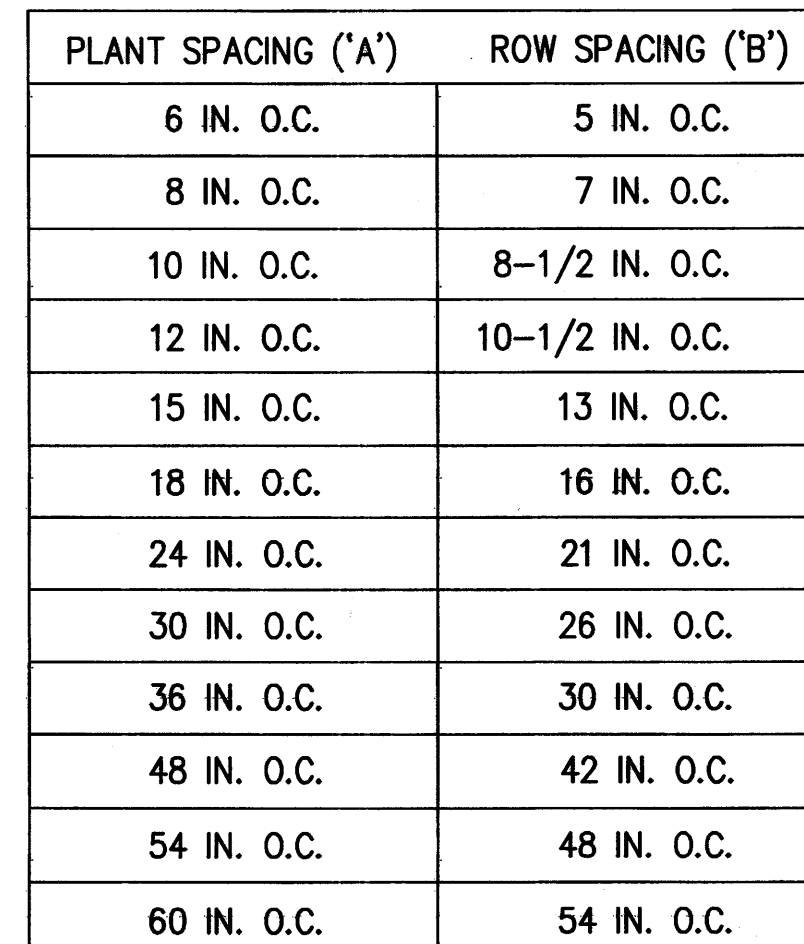 PLANT SPACING (‘A’) ROW SPACING (‘B’)
6 IN. O.C. 5 IN. O.C.
8 IN. O.C. 7 IN. O.C.
10 IN. O.C. 8–1/2 IN. O.C.
12 IN. O.C. 10–1/2 IN. O.C.
15 IN. O.C. 13 IN. O.C.
18 IN. O.C. 16 IN. O.C.
24 IN. O.C. 21 IN. O.C.
30 IN. O.C. 26 IN. O.C.
36 IN. O.C. 30 IN. O.C.
48 IN. O.C. 42 IN. O.C.
54 IN. O.C. 48 IN. O.C.
60 IN. O.C. 54 IN. O.C.